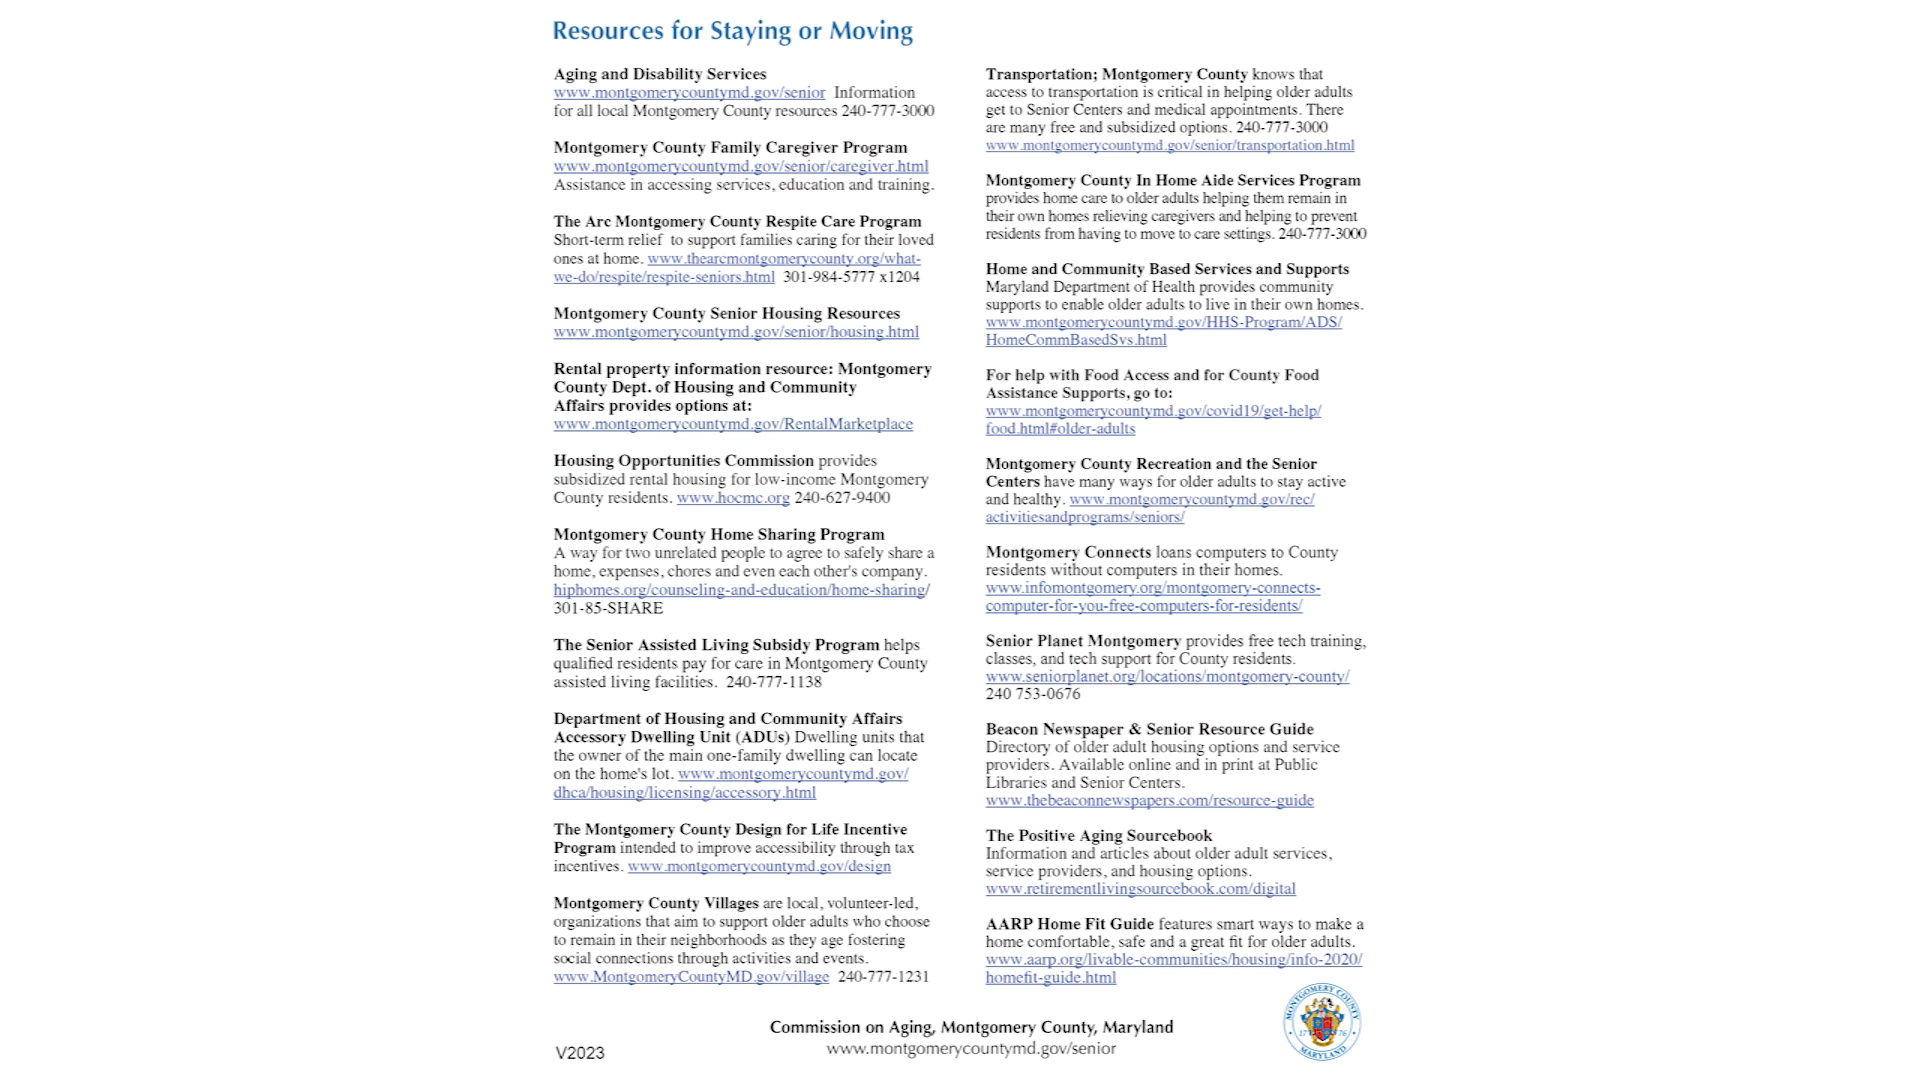 Resources for Staying or Moving
Aging and Disability Services
www.montgomerycountymd.gov/senior Information
for all local Montgomery County resources 240-777-3000
Montgomery County Family Caregiver Program
www.montgomerycountymd.gov/senior/caregiver.html
Assistance in accessing services, education and training.
The Arc Montgomery County Respite Care Program
Short-term relief to support families caring for their loved
ones at home. www.thearcmontgomerycounty.org/what-
we-do/respite/respite-seniors.html 301-984-5777 x1204
Montgomery County Senior Housing Resources
www.montgomerycountymd.gov/senior/housing.html
Rental property information resource: Montgomery
County Dept. of Housing and Community
Affairs provides options at:
www.montgomerycountymd.gov/RentalMarketplace
Housing Opportunities Commission provides
subsidized rental housing for low-income Montgomery
County residents. www.hocmc.org 240-627-9400
Montgomery County Home Sharing Program
A way for two unrelated people to agree to safely share a
home, expenses, chores and even each other's company.
hiphomes.org/counseling-and-education/home-sharing/
301-85-SHARE
The Senior Assisted Living Subsidy Program helps
qualified residents pay for care in Montgomery County
assisted living facilities. 240-777-1138
Department of Housing and Community Affairs
Accessory Dwelling Unit (ADUs) Dwelling units that
the owner of the main one-family dwelling can locate
on the home's lot. www.montgomerycountymd.gov/
dhca/housing/licensing/accessory.html
The Montgomery County Design for Life Incentive
Program intended to improve accessibility through tax
incentives. www.montgomerycountymd.gov/design
Montgomery County Villages are local, volunteer-led,
organizations that aim to support older adults who choose
to remain in their neighborhoods as they age fostering
social connections through activities and events.
www.MontgomeryCountyMD.gov/village 240-777-1231
Transportation; Montgomery County knows that
access to transportation is critical in helping older adults
get to Senior Centers and medical appointments. There
are many free and subsidized options. 240-777-3000
www.montgomerycountymd.gov/senior/transportation.html
Montgomery County In Home Aide Services Program
provides home care to older adults helping them remain in
their own homes relieving caregivers and helping to prevent
residents from having to move to care settings. 240-777-3000
Home and Community Based Services and Supports
Maryland Department of Health provides community
supports to enable older adults to live in their own homes.
www.montgomerycountymd.gov/HHS-Program/ADS/
HomeCommBasedSvs.html
For help with Food Access and for County Food
Assistance Supports, go to:
www.montgomerycountymd.gov/covid19/get-help/
food.html#older-adults
Montgomery County Recreation and the Senior
Centers have many ways for older adults to stay active
and healthy. www.montgomerycountymd.gov/rec/
activitiesandprograms/seniors/
Montgomery Connects loans computers to County
residents without computers in their homes.
www.infomontgomery.org/montgomery-connects-
computer-for-you-free-computers-for-residents/
Senior Planet Montgomery provides free tech training,
classes, and tech support for County residents.
www.seniorplanet.org/locations/montgomery-county/
240 753-0676
Beacon Newspaper & Senior Resource Guide
Directory of older adult housing options and service
providers. Available online and in print at Public
Libraries and Senior Centers.
www.thebeaconnewspapers.com/resource-guide
The Positive Aging Sourcebook
Information and articles about older adult services,
service providers, and housing options.
www.retirementlivingsourcebook.com/digital
AARP Home Fit Guide features smart ways to make a
home comfortable, safe and a great fit for older adults.
www.aarp.org/livable-communities/housing/info-2020/
homefit-guide.html
Commission on Aging, Montgomery County, Maryland
www.montgomerycountymd.gov/senior
V2023
MONTGOMERY COUNTY
17 76
MARYLAND